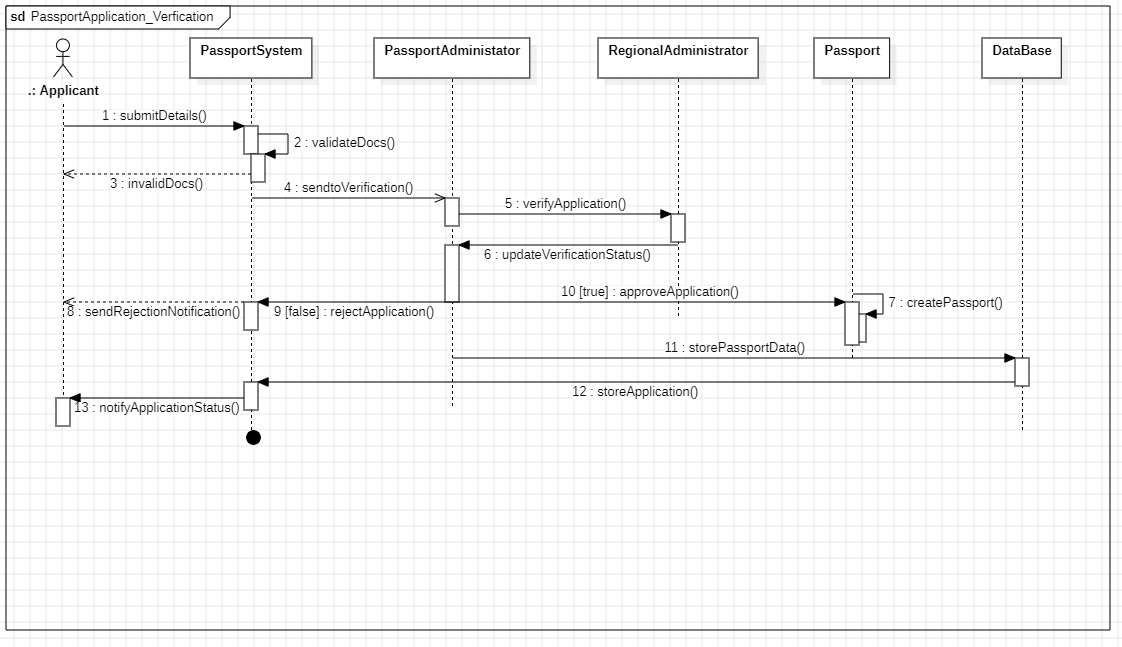 sd PassportApplication_Verfication
.: Applicant
PassportSystem
PassportAdministator
RegionalAdministrator
Passport
DataBase
1 : submitDetails()
2 : validateDocs()
3 : invalidDocs()
4 : sendtoVerification()
5 : verifyApplication()
6 : updateVerificationStatus()
10 [true] : approveApplication()
7 : createPassport()
8 : sendRejectionNotification()
9 [false] : rejectApplication()
11 : storePassportData()
12 : storeApplication()
13 : notifyApplicationStatus()